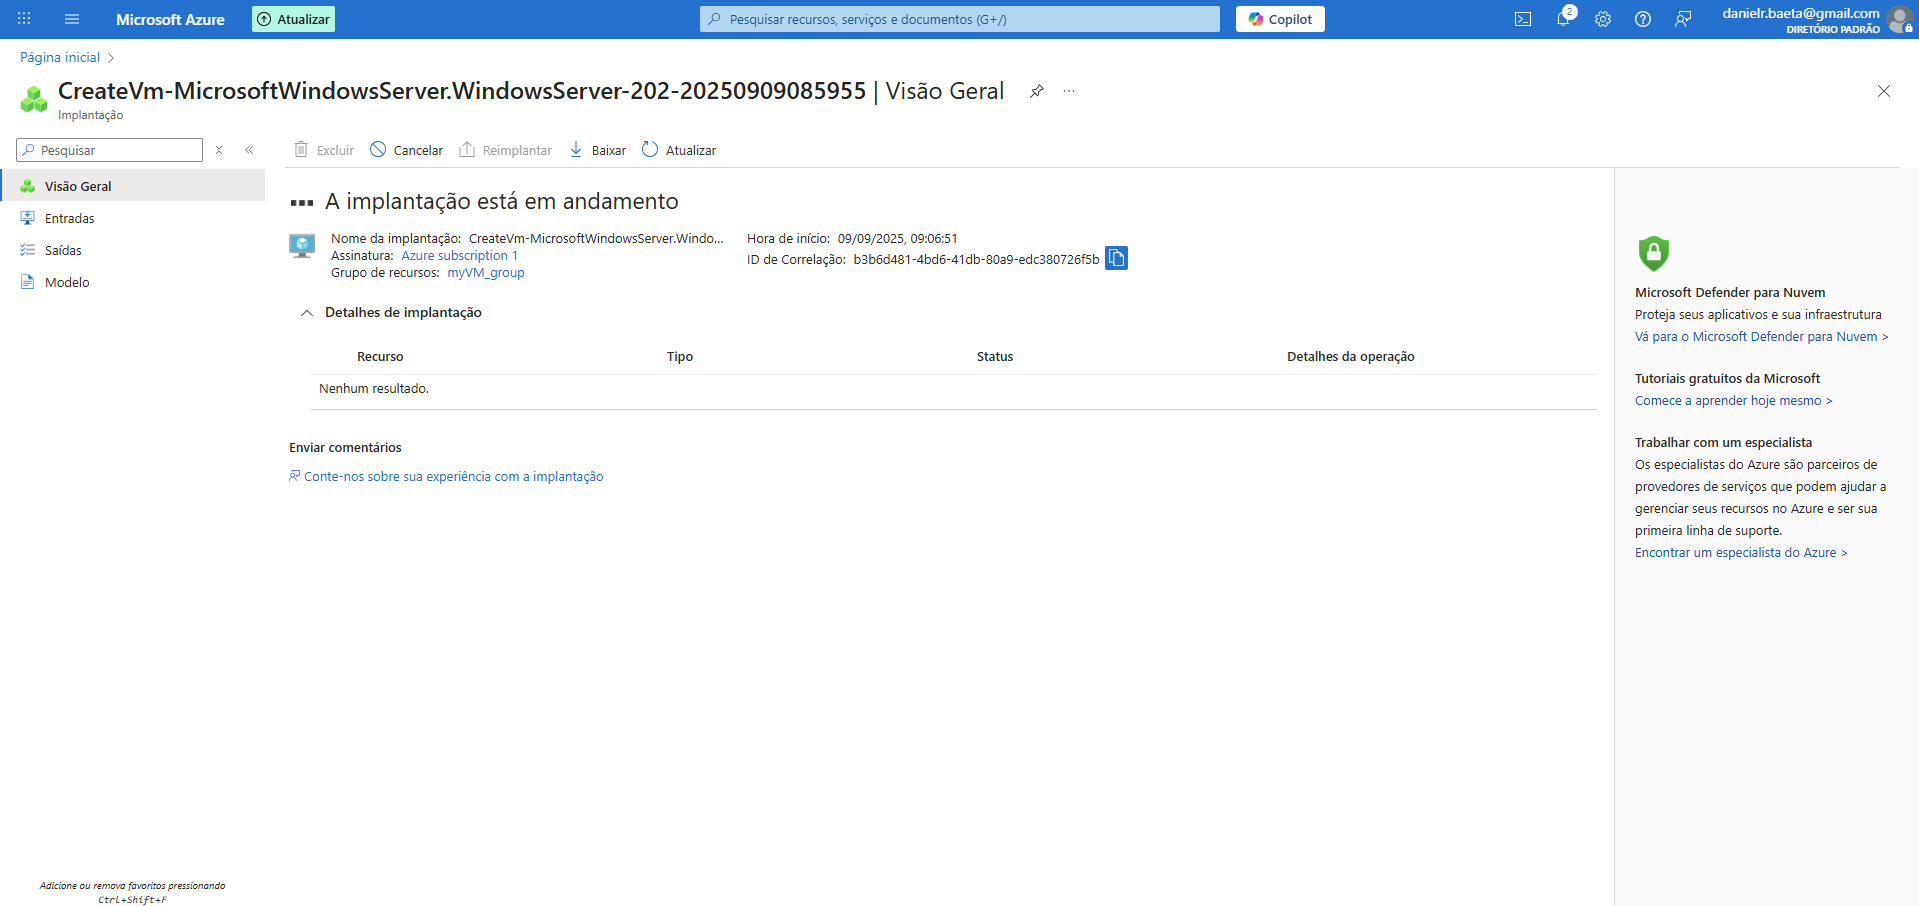 Microsoft Azure
Atualizar
Pesquisar recursos, serviços e documentos (G+/)
Copilot
2
danielr.baeta@gmail.com
DIRETÓRIO PADRÃO
Página inicial
CreateVm-MicrosoftWindowsServer.WindowsServer-202-20250909085955 | Visão Geral
Implantação
Pesquisar
Excluir
Cancelar
Reimplantar
Baixar
Atualizar
Visão Geral
Entradas
Saídas
Modelo
A implantação está em andamento
Nome da implantação: CreateVm-MicrosoftWindowsServer.Windo...
Assinatura: Azure subscription 1
Grupo de recursos: myVM_group
Hora de início: 09/09/2025, 09:06:51
ID de Correlação: b3b6d481-4bd6-41db-80a9-edc380726f5b
Detalhes de implantação
Recurso Tipo Status Detalhes da operação
Nenhum resultado.
Enviar comentários
Conte-nos sobre sua experiência com a implantação
Microsoft Defender para Nuvem
Proteja seus aplicativos e sua infraestrutura
Vá para o Microsoft Defender para Nuvem >
Tutoriais gratuitos da Microsoft
Comece a aprender hoje mesmo >
Trabalhar com um especialista
Os especialistas do Azure são parceiros de
provedores de serviços que podem ajudar a
gerenciar seus recursos no Azure e ser sua
primeira linha de suporte.
Encontrar um especialista do Azure >
Adicione ou remova favoritos pressionando
Ctrl+Shift+F